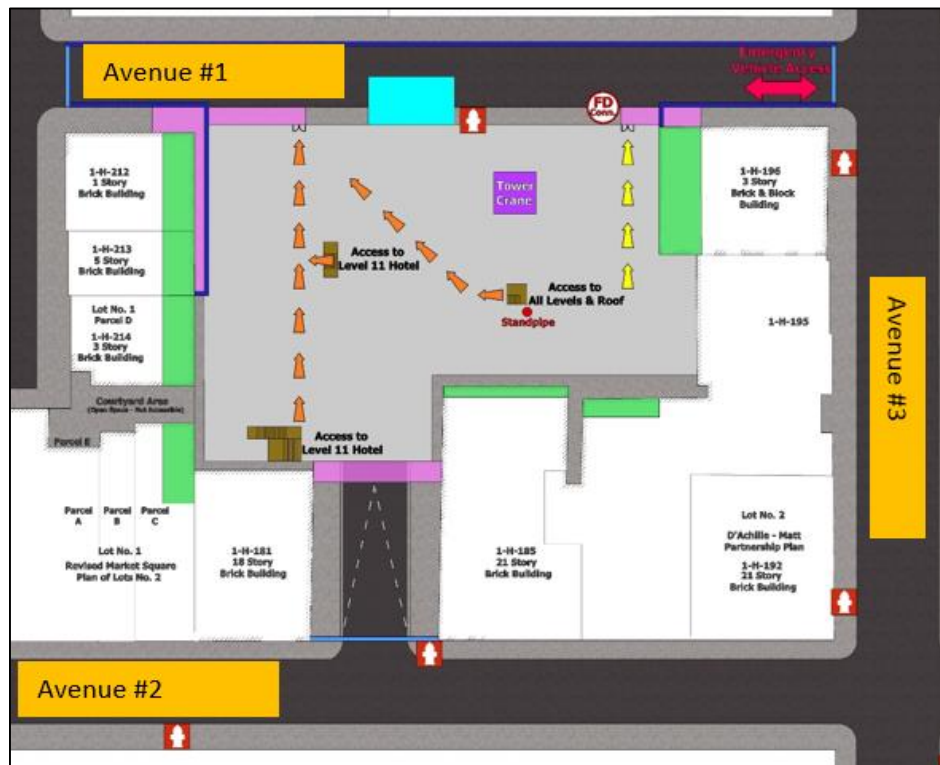 Avenue #1
Emergency
Vehicle Access
FD
Conn.
1-H-212
1 Story
Brick Building
Tower
Crane
1-H-196
3 Story
Brick & Block
Building
1-H-213
5 Story
Brick Building
Access to
Level 11 Hotel
Access to
All Levels & Roof
Standpipe
Lot No. 1
Parcel D
1-H-214
3 Story
Brick Building
1-H-195
Avenue #3
Courtyard Area
(Open Space - Not Accessible)
Parcel E
Access to
Level 11 Hotel
Parcel
A
Parcel
B
Parcel
C
Lot No. 1
Revised Market Square
Plan of Lots No. 2
1-H-181
18 Story
Brick Building
1-H-185
21 Story
Brick Building
Lot No. 2
D'Achille - Matt
Partnership Plan
1-H-192
21 Story
Brick Building
Avenue #2